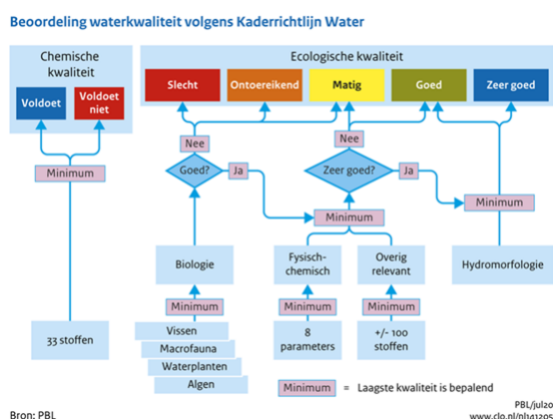 Beoordeling waterkwaliteit volgens Kaderrichtlijn Water
Chemische
kwaliteit
Voldoet
Voldoet
niet
Minimum
33 stoffen
Ecologische kwaliteit
Slecht
Ontoereikend
Matig
Goed
Zeer goed
Nee
Nee
Goed?
Ja
Zeer goed?
Ja
Minimum
Minimum
Biologie
Fysisch-
chemisch
Overig
relevant
Hydromorfologie
Minimum
Minimum
Minimum
Vissen
Macrofauna
Waterplanten
Algen
8
parameters
+/- 100
stoffen
Minimum = Laagste kwaliteit is bepalend
Bron: PBL
PBL/jul20
www.clo.nl/nl141205